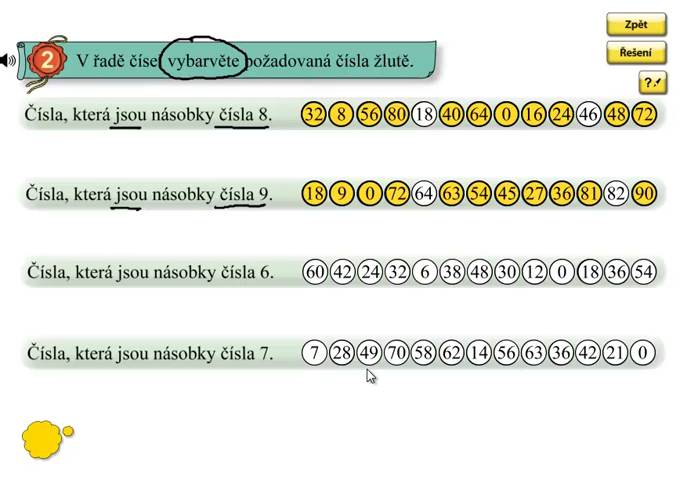 Zpět
2 V řadě čísel vybarvěte požadovaná čísla žlutě.
Řešení
?
Čísla, která jsou násobky čísla 8. 32 8 56 80 18 40 64 0 16 24 46 48 72
Čísla, která jsou násobky čísla 9. 18 9 0 72 64 63 54 45 27 36 81 82 90
Čísla, která jsou násobky čísla 6. 60 42 24 32 6 38 48 30 12 0 18 36 54
Čísla, která jsou násobky čísla 7. 7 28 49 70 58 62 14 56 63 36 42 21 0